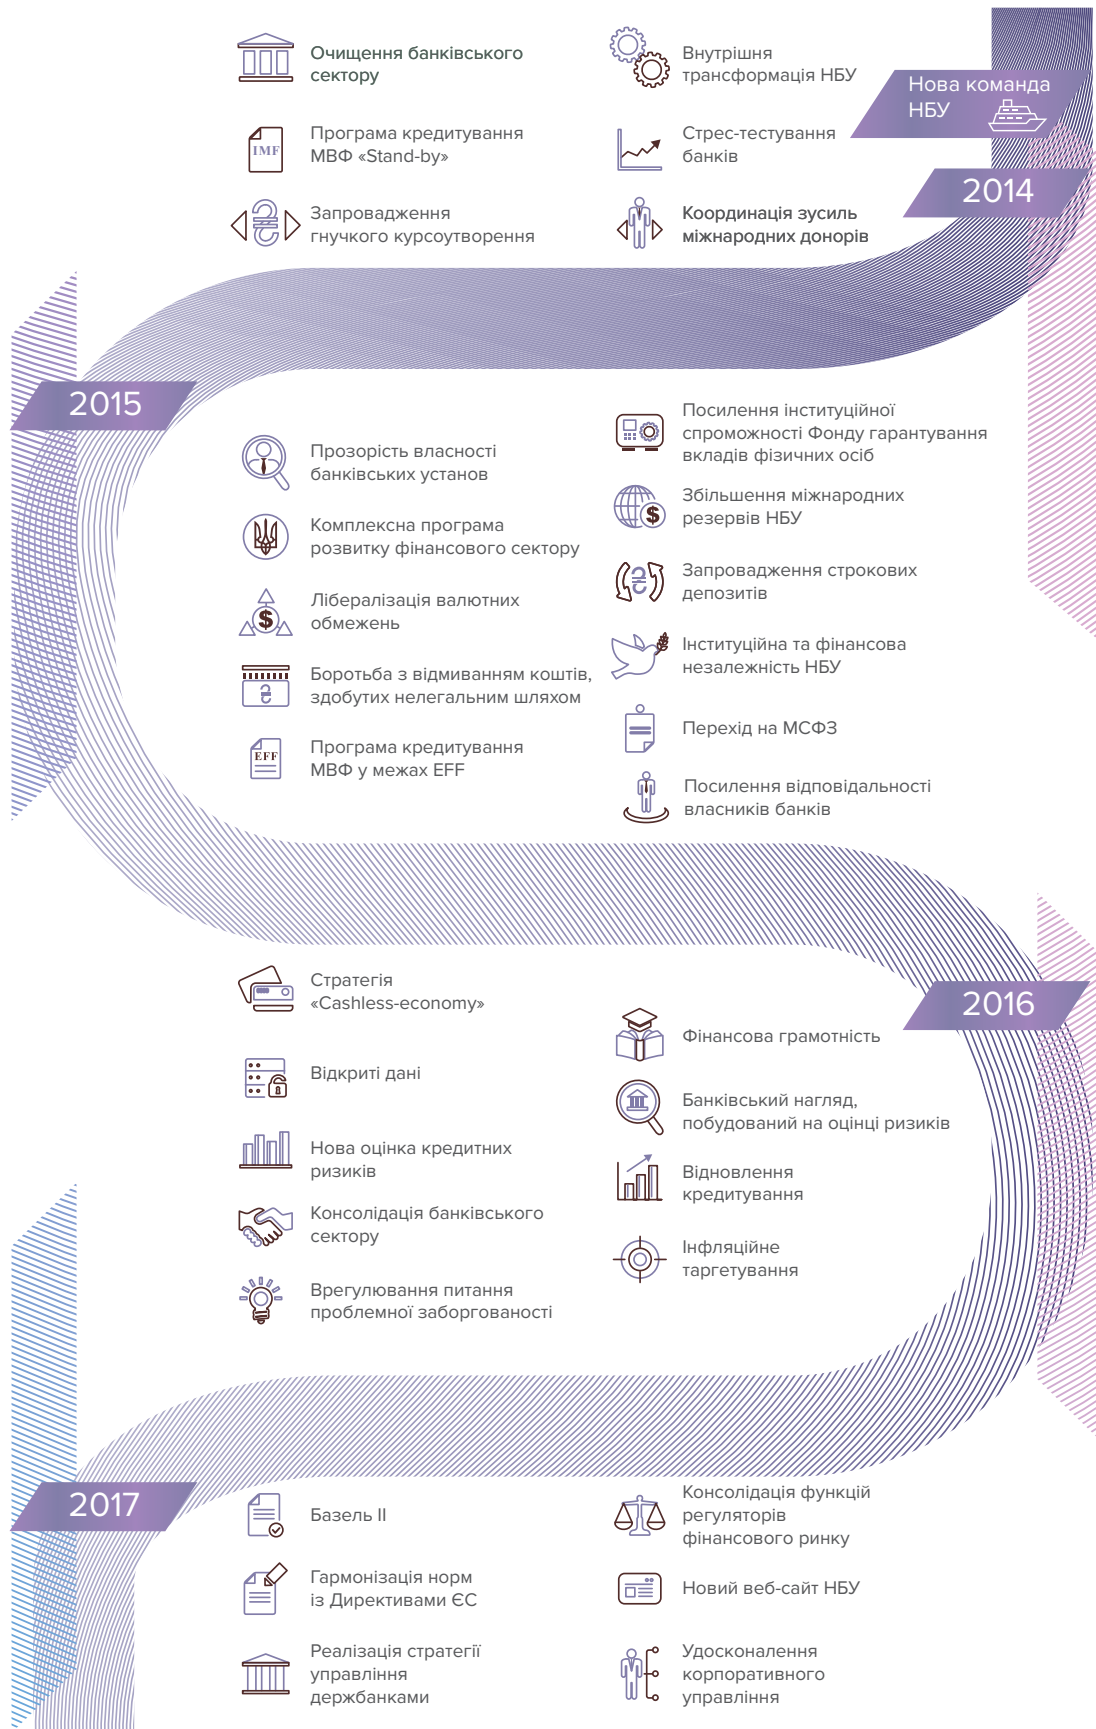 Нова команда
НБУ
2014
Очищення банківського
сектору
Програма кредитування
IMF
МВФ «Stand-by»
Запровадження
гнучкого курсоутворення
Внутрішня
трансформація НБУ
Стрес-тестування
банків
Координація зусиль
міжнародних донорів
2015
Прозорість власності
банківських установ
Комплексна програма
розвитку фінансового сектору
Лібералізація валютних
обмежень
$
Боротьба з відмиванням коштів,
здобутих нелегальним шляхом
₴
Програма кредитування
EFF
МВФ у межах EFF
Посилення інституційної
спроможності Фонду гарантування
вкладів фізичних осіб
Збільшення міжнародних
резервів НБУ
$
Запровадження строкових
депозитів
₴
Інституційна та фінансова
незалежність НБУ
Перехід на МСФЗ
Посилення відповідальності
власників банків
2016
Стратегія
«Cashless-economy»
Відкриті дані
Нова оцінка кредитних
ризиків
Консолідація банківського
сектору
Врегулювання питання
проблемної заборгованості
Фінансова грамотність
Банківський нагляд,
побудований на оцінці ризиків
Відновлення
кредитування
Інфляційне
таргетування
2017
Базель II
Гармонізація норм
із Директивами ЄС
Реалізація стратегії
управління
держбанками
Консолідація функцій
регуляторів
фінансового ринку
Новий веб-сайт НБУ
Удосконалення
корпоративного
управління